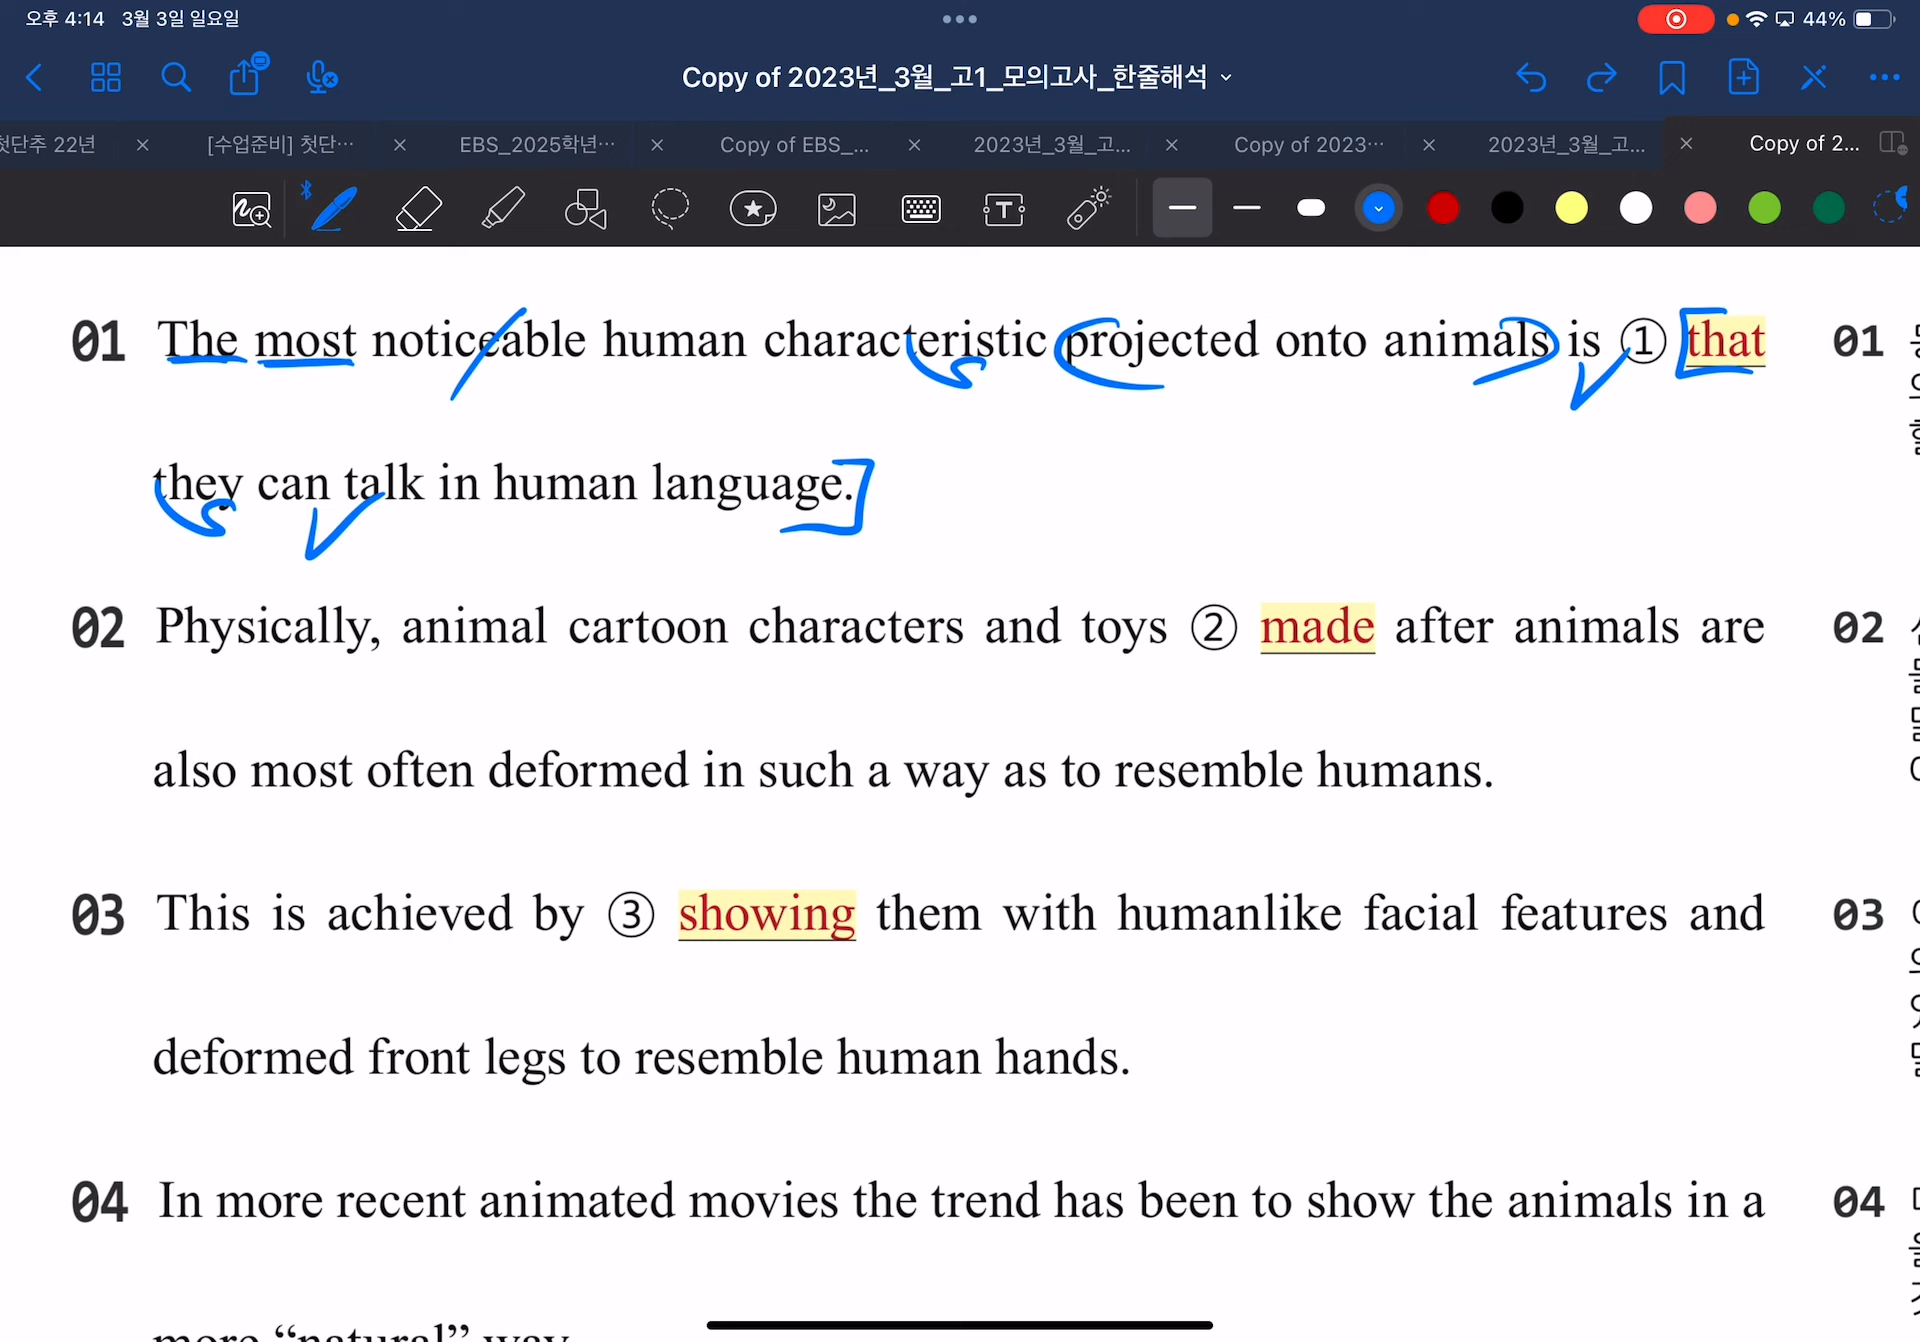 오후 4:14 3월 3일 일요일
44%
Copy of 2023년_3월_고1_모의고사_한줄해석
첫단추 22년
[수업준비] 첫단…
EBS_2025학년…
Copy of EBS_...
2023년_3월_고...
Copy of 2023…
2023년_3월_고...
Copy of 2...
01 The most noticeable human characteristic projected onto animals is ① that
they can talk in human language.
02 Physically, animal cartoon characters and toys ② made after animals are
also most often deformed in such a way as to resemble humans.
03 This is achieved by ③ showing them with humanlike facial features and
deformed front legs to resemble human hands.
04 In more recent animated movies the trend has been to show the animals in a
more “natural” way.
01
02
03
04